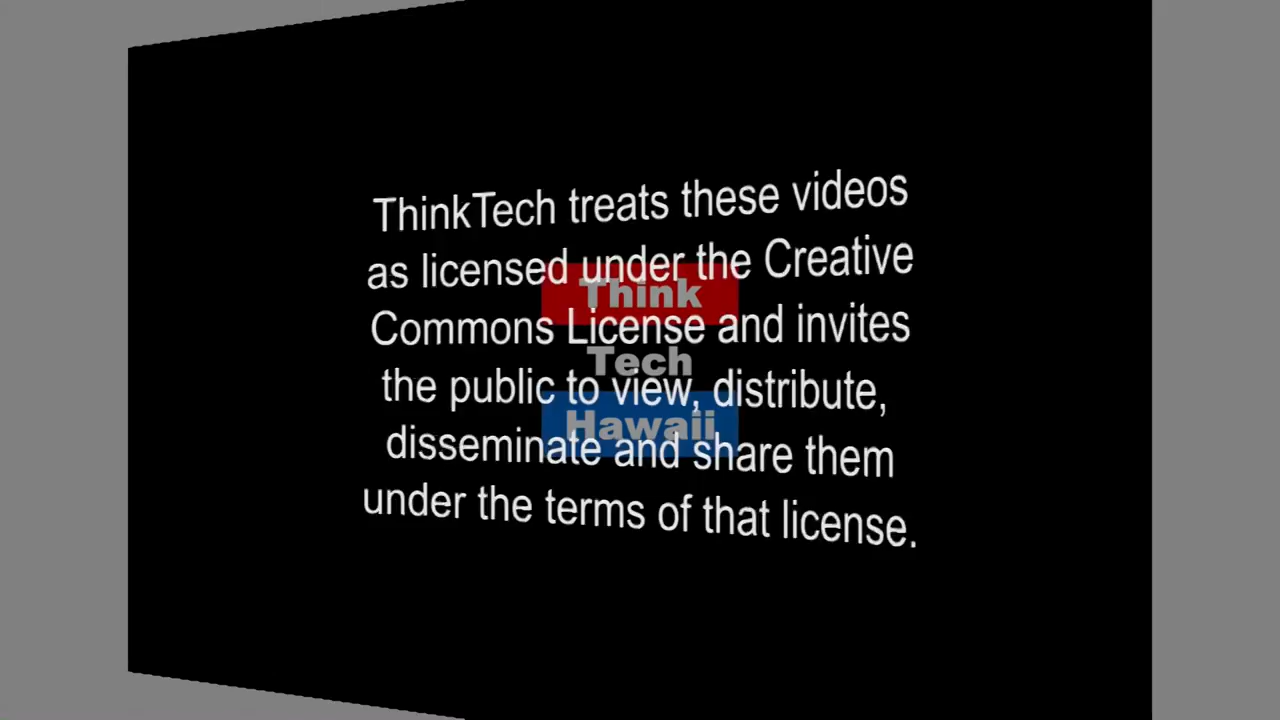 ThinkTech treats these videos
as licensed under the Creative
Commons License and invites
the public to view, distribute,
disseminate and share them
under the terms of that license.
Think
Tech
Hawaii